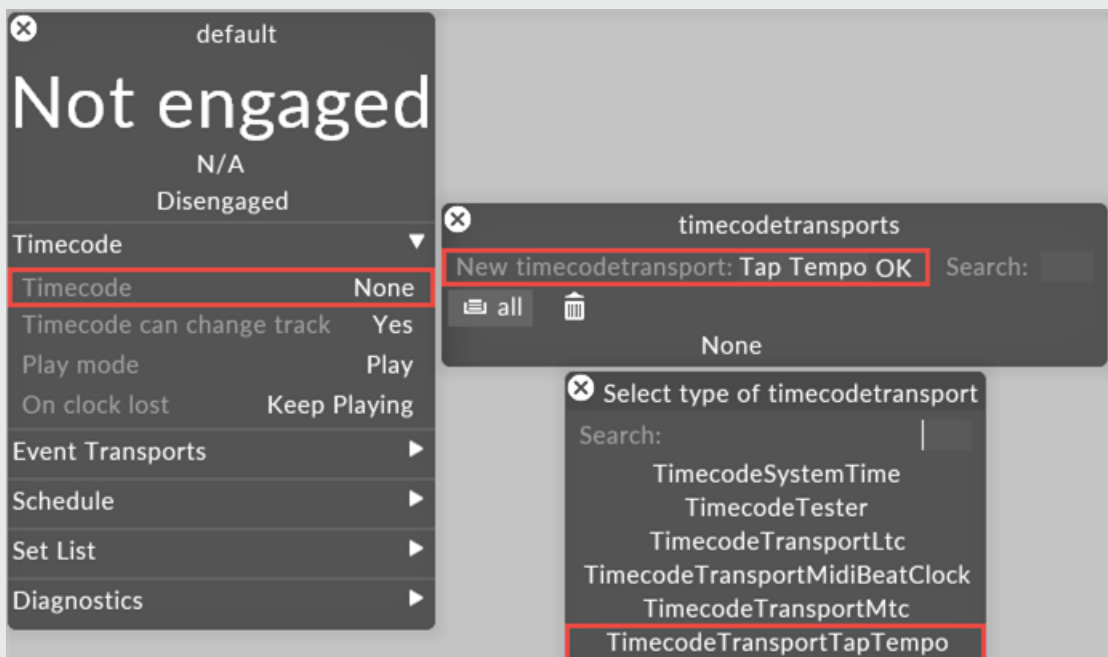 default
Not engaged
N/A
Disengaged
Timecode
Timecode None
Timecode can change track Yes
Play mode Play
On clock lost Keep Playing
Event Transports
Schedule
Set List
Diagnostics
timecodetransports
New timecodetransport: Tap Tempo OK Search:
all
None
Select type of timecodetransport
Search:
TimecodeSystemTime
TimecodeTester
TimecodeTransportLtc
TimecodeTransportMidiBeatClock
TimecodeTransportMtc
TimecodeTransportTapTempo